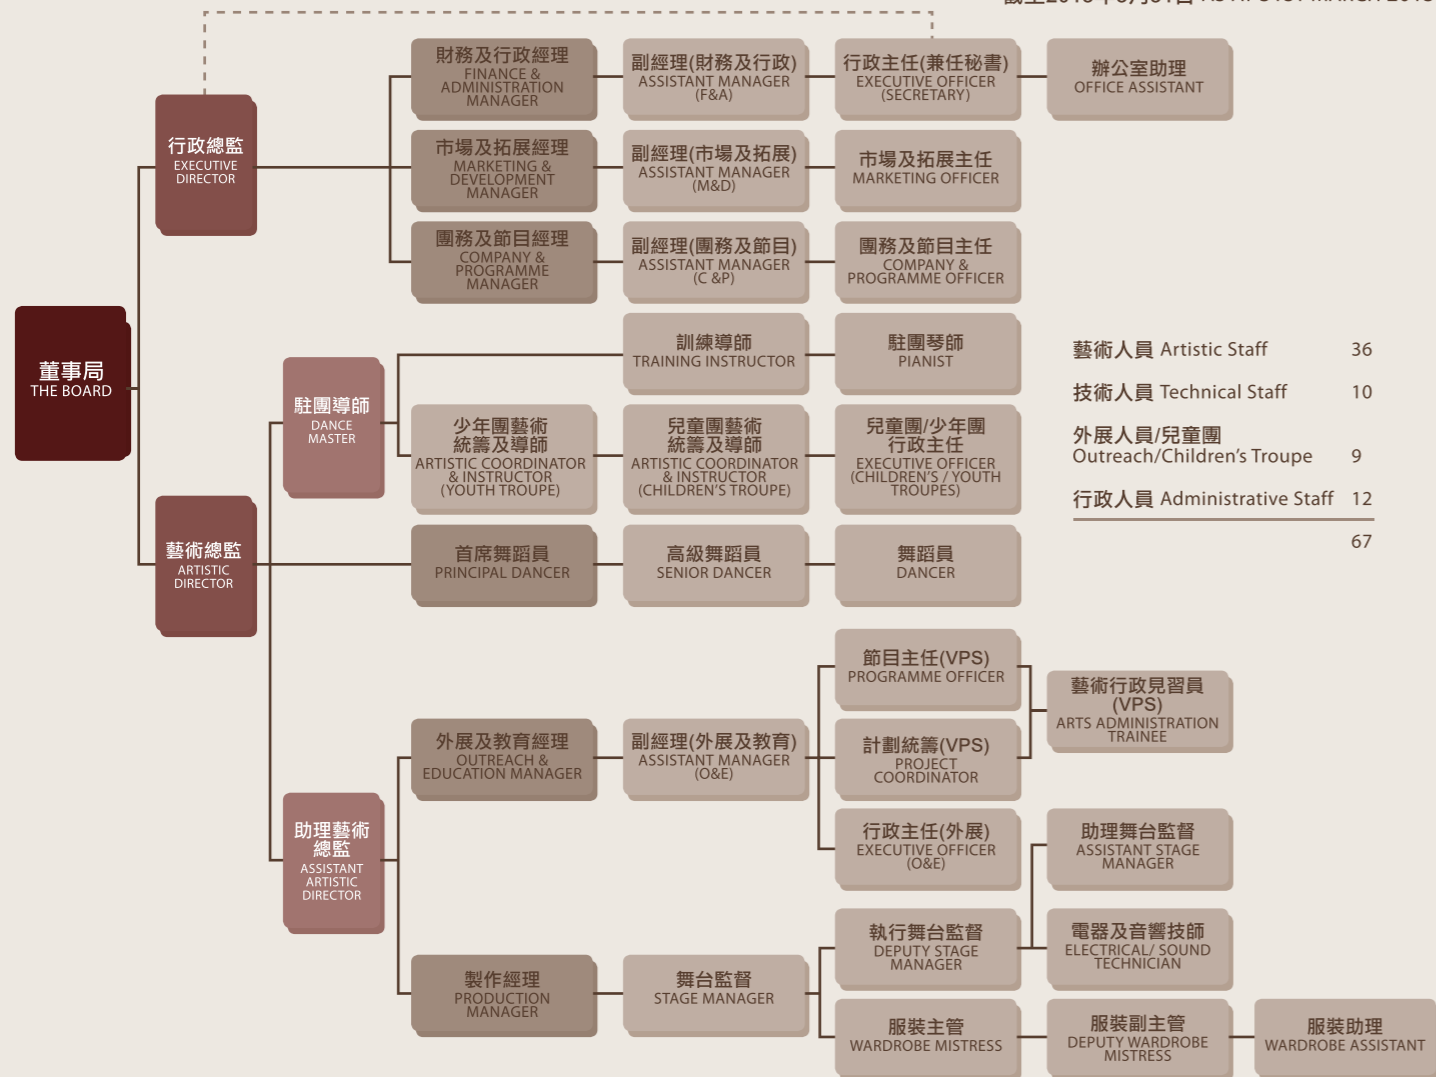 財務及行政經理
FINANCE &
ADMINISTRATION
MANAGER
副經理(財務及行政)
ASSISTANT MANAGER
(F&A)
行政主任(兼任秘書)
EXECUTIVE OFFICER
(SECRETARY)
辦公室助理
OFFICE ASSISTANT
行政總監
EXECUTIVE
DIRECTOR
市場及拓展經理
MARKETING &
DEVELOPMENT
MANAGER
副經理(市場及拓展)
ASSISTANT MANAGER
(M&D)
市場及拓展主任
MARKETING OFFICER
團務及節目經理
COMPANY &
PROGRAMME
MANAGER
副經理(團務及節目)
ASSISTANT MANAGER
(C &P)
團務及節目主任
COMPANY &
PROGRAMME OFFICER
董事局
THE BOARD
駐團導師
DANCE
MASTER
訓練導師
TRAINING INSTRUCTOR
駐團琴師
PIANIST
少年團藝術
統籌及導師
ARTISTIC COORDINATOR
& INSTRUCTOR
(YOUTH TROUPE)
兒童團藝術
統籌及導師
ARTISTIC COORDINATOR
& INSTRUCTOR
(CHILDREN'S TROUPE)
兒童團/少年團
行政主任
EXECUTIVE OFFICER
(CHILDREN'S / YOUTH
TROUPES)
藝術人員 Artistic Staff 36
技術人員 Technical Staff 10
外展人員/兒童團
Outreach/Children's Troupe 9
行政人員 Administrative Staff 12
67
藝術總監
ARTISTIC
DIRECTOR
首席舞蹈員
PRINCIPAL DANCER
高級舞蹈員
SENIOR DANCER
舞蹈員
DANCER
節目主任(VPS)
PROGRAMME OFFICER
藝術行政見習員
(VPS)
ARTS ADMINISTRATION
TRAINEE
外展及教育經理
OUTREACH &
EDUCATION MANAGER
副經理(外展及教育)
ASSISTANT MANAGER
(O&E)
計劃統籌(VPS)
PROJECT
COORDINATOR
助理藝術
總監
ASSISTANT
ARTISTIC
DIRECTOR
行政主任(外展)
EXECUTIVE OFFICER
(O&E)
助理舞台監督
ASSISTANT STAGE
MANAGER
執行舞台監督
DEPUTY STAGE
MANAGER
電器及音響技師
ELECTRICAL/ SOUND
TECHNICIAN
製作經理
PRODUCTION
MANAGER
舞台監督
STAGE MANAGER
服裝主管
WARDROBE MISTRESS
服裝副主管
DEPUTY WARDROBE
MISTRESS
服裝助理
WARDROBE ASSISTANT